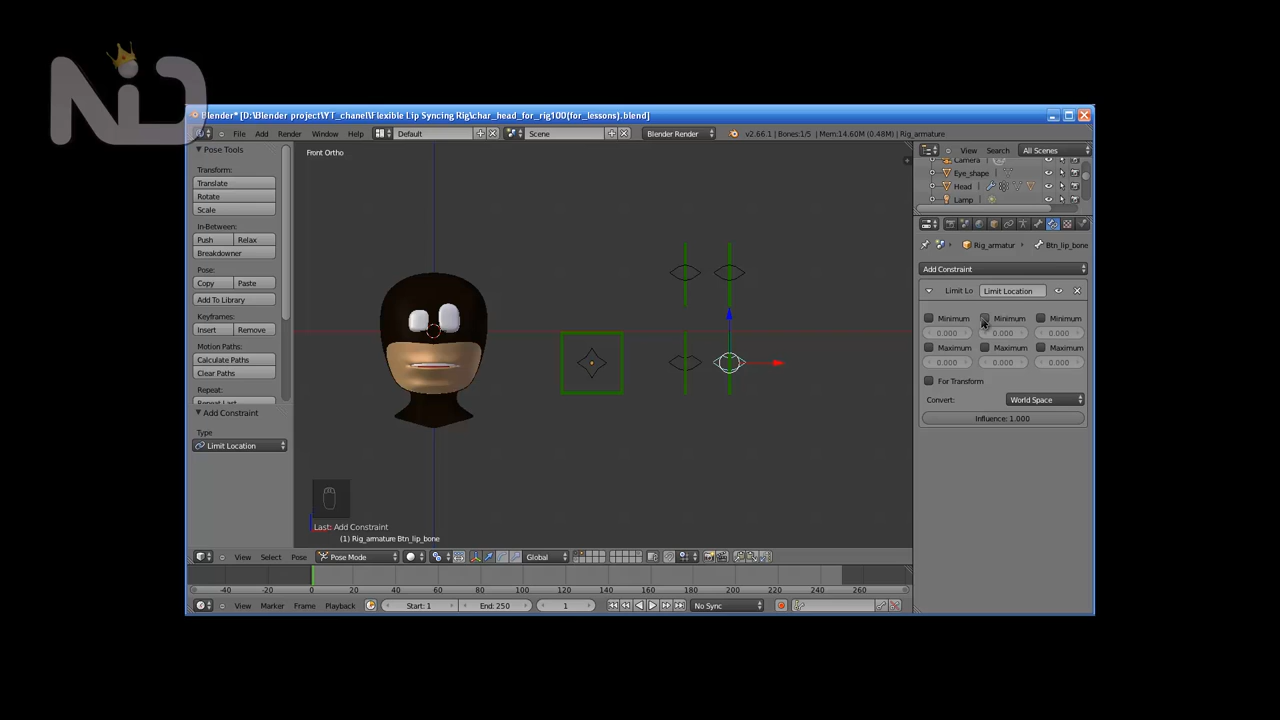 NiD
Blender* [D:\Blender project\YT_chanel\Flexible Lip Syncing Rig\char_head_for_rig100(for_lessons).blend]
File Add Render Window Help Default Scene Blender Render v2.66.1 | Bones:1/5 | Mem:14.60M (0.48M) | Rig_armature
Pose Tools
Transform:
Translate
Rotate
Scale
In-Between:
Push Relax
Breakdowner
Pose:
Copy Paste
Add To Library
Keyframes:
Insert Remove
Motion Paths:
Calculate Paths
Clear Paths
Repeat:
Repeat Last
Add Constraint
Type
Limit Location
Front Ortho
Last: Add Constraint
(1) Rig_armature Btn_lip_bone
View Select Pose Pose Mode Global
View Search All Scenes
Camera
Eye_shape
Head
Lamp
Rig_armatur Btn_lip_bone
Add Constraint
Limit Lo Limit Location
Minimum Minimum Minimum
0.000 0.000 0.000
Maximum Maximum Maximum
0.000 0.000 0.000
For Transform
Convert: World Space
Influence: 1.000
-40 -20 0 20 40 60 80 100 120 140 160 180 200 220 240 260
View Marker Frame Playback Start: 1 End: 250 1 No Sync